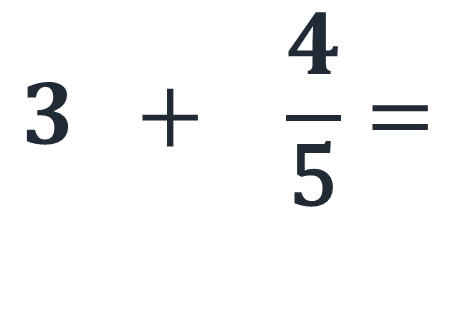 3 + 4/5 =